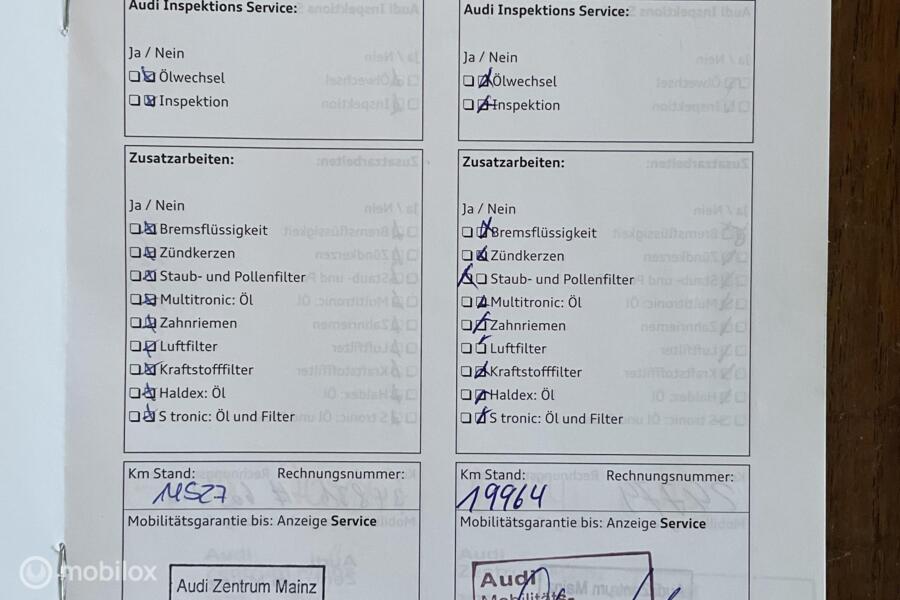 Audi Inspektions Service:
Ja / Nein
Ölwechsel
Inspektion
Zusatzarbeiten:
Ja / Nein
Bremsflüssigkeit
Zündkerzen
Staub- und Pollenfilter
Multitronic: Öl
Zahnriemen
Luftfilter
Kraftstofffilter
Haldex: Öl
S tronic: Öl und Filter
Km Stand: Rechnungsnummer:
11527
Mobilitätsgarantie bis: Anzeige Service
Audi Zentrum Mainz
Audi Inspektions Service:
Ja / Nein
Ölwechsel
Inspektion
Zusatzarbeiten:
Ja / Nein
Bremsflüssigkeit
Zündkerzen
Staub- und Pollenfilter
Multitronic: Öl
Zahnriemen
Luftfilter
Kraftstofffilter
Haldex: Öl
S tronic: Öl und Filter
Km Stand: Rechnungsnummer:
19964
Mobilitätsgarantie bis: Anzeige Service
Audi
Mobilitäts-
mobilox